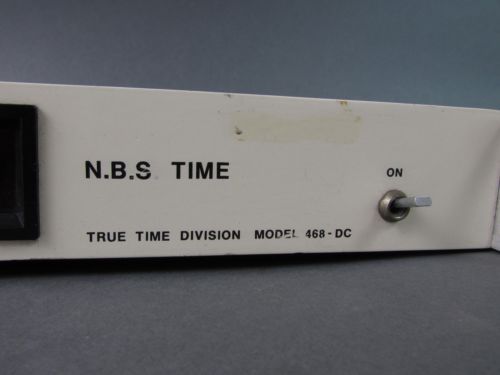 N.B.S. TIME
ON
TRUE TIME DIVISION MODEL 468-DC